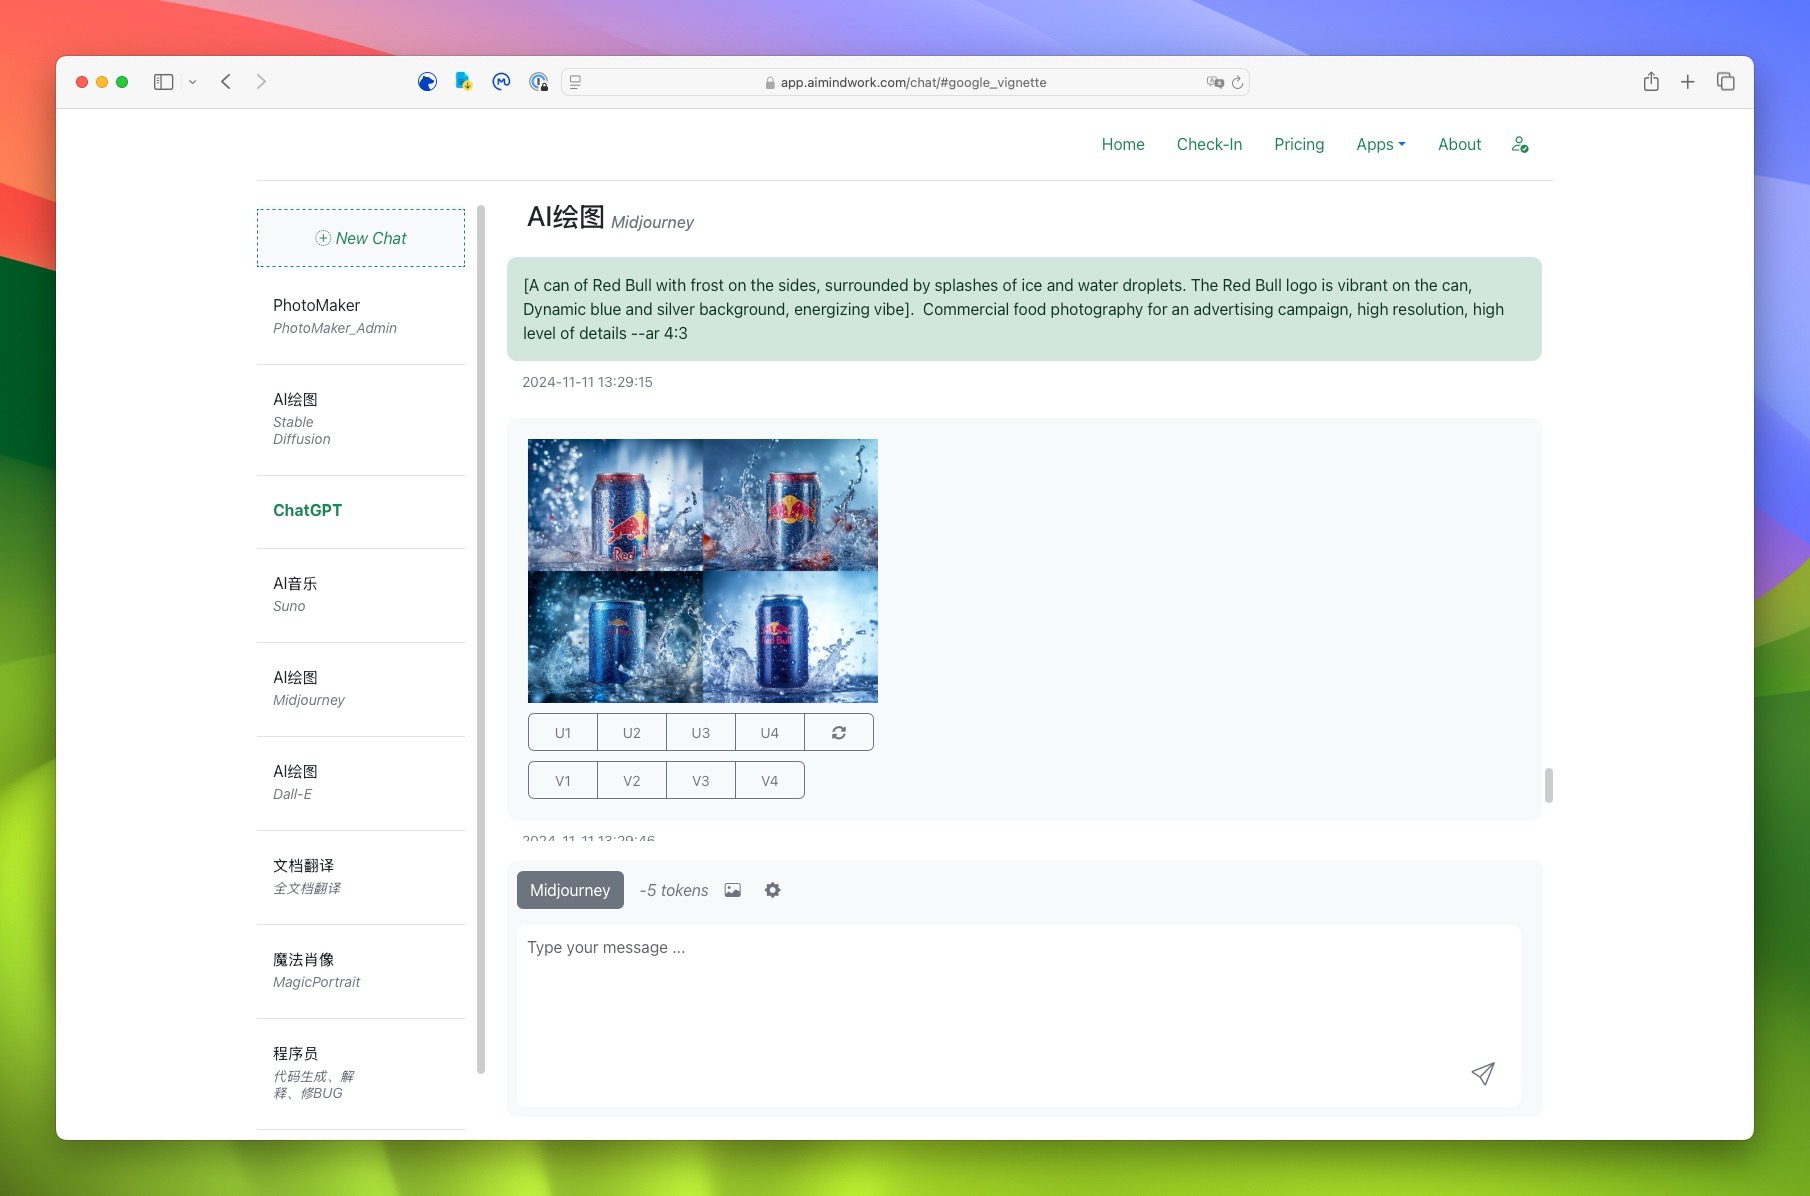 app.aimindwork.com/chat/#google_vignette
Home
Check-In
Pricing
Apps
About
New Chat
PhotoMaker
PhotoMaker_Admin
AI绘图
Stable
Diffusion
ChatGPT
AI音乐
Suno
AI绘图
Midjourney
AI绘图
Dall-E
文档翻译
全文档翻译
魔法肖像
MagicPortrait
程序员
代码生成、解
释、修BUG
AI绘图 Midjourney
[A can of Red Bull with frost on the sides, surrounded by splashes of ice and water droplets. The Red Bull logo is vibrant on the can,
Dynamic blue and silver background, energizing vibe].  Commercial food photography for an advertising campaign, high resolution, high
level of details --ar 4:3
2024-11-11 13:29:15
Red
Red Bull
U1
U2
U3
U4
V1
V2
V3
V4
2024-11-11 13:29:46
Midjourney
-5 tokens
Type your message ...